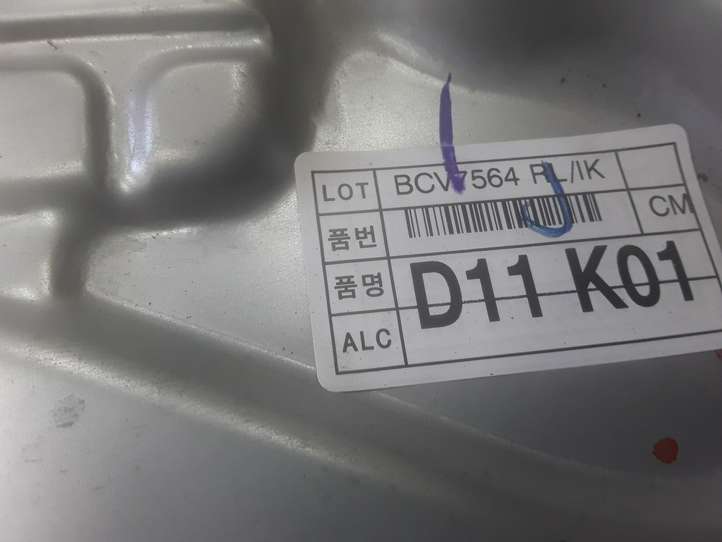 LOT BCV7564 RL/IK
품번 CM
품명 D11 K01
ALC